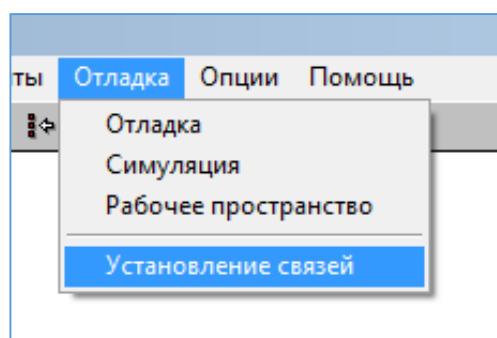 ты Отладка Опции Помощь
Отладка
Симуляция
Рабочее пространство
Установление связей